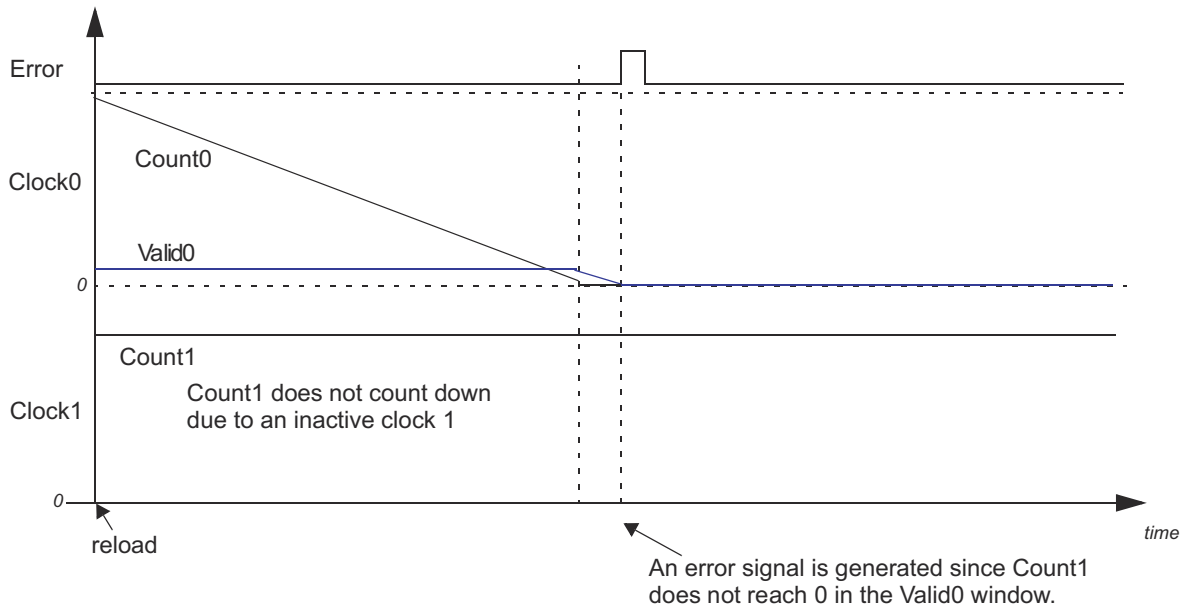 Error
Count0
Clock0
Valid0
0
Count1
Count1 does not count down
due to an inactive clock 1
Clock1
0
time
reload
An error signal is generated since Count1
does not reach 0 in the Valid0 window.